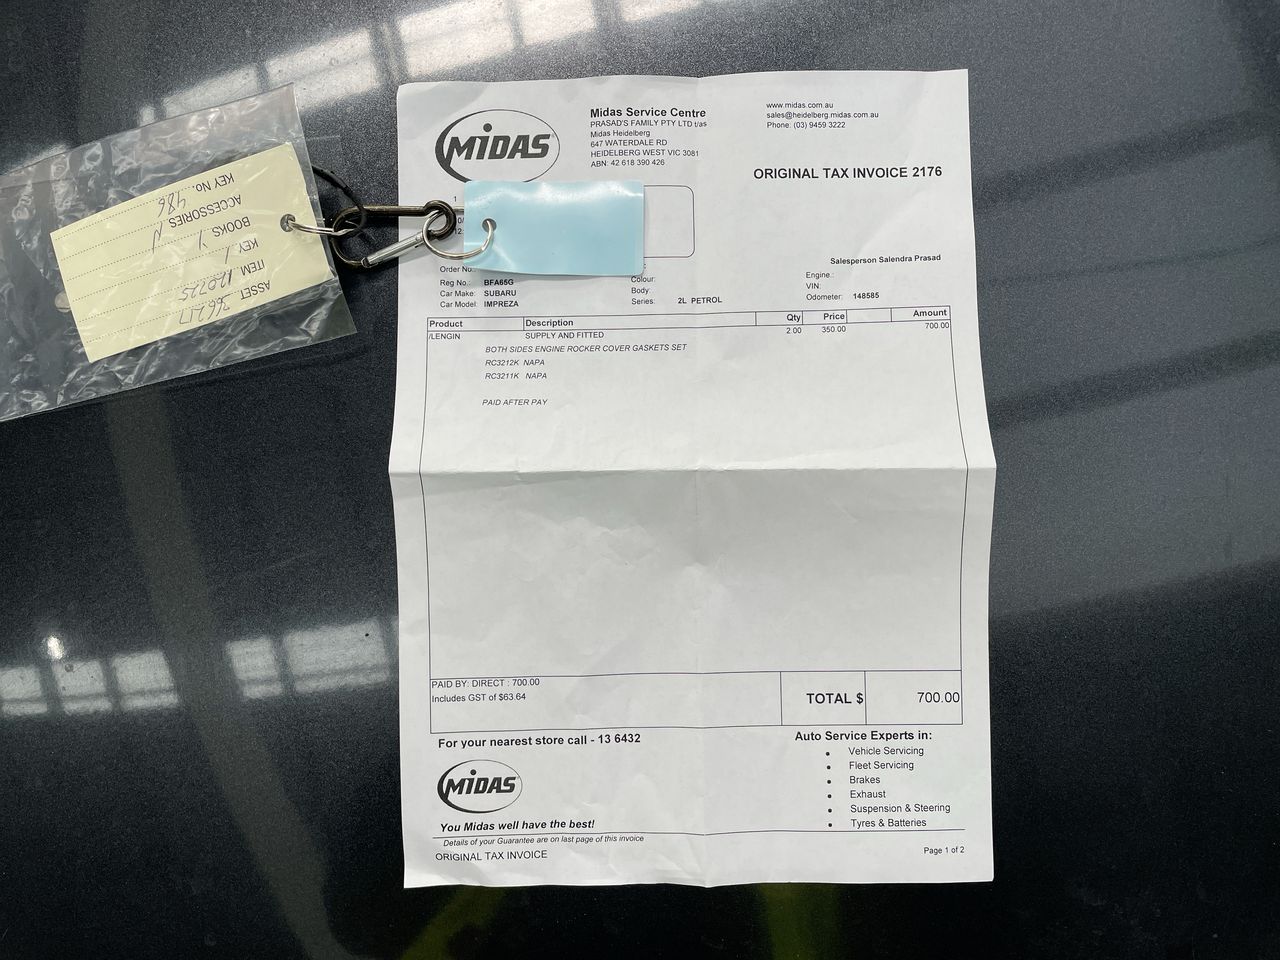 MIDAS
Midas Service Centre
PRASAD'S FAMILY PTY LTD t/as
Midas Heidelberg
647 WATERDALE RD
HEIDELBERG WEST VIC 3081
ABN: 42 618 390 426
www.midas.com.au
sales@heidelberg.midas.com.au
Phone: (03) 9459 3222
ORIGINAL TAX INVOICE 2176
Salesperson Salendra Prasad
Order No.
Reg No.: BFA65G
Car Make: SUBARU
Car Model: IMPREZA
Colour:
Body:
Series: 2L PETROL
Engine.:
VIN:
Odometer: 148585
Product Description Qty Price Amount
/LENGIN SUPPLY AND FITTED 2.00 350.00 700.00
BOTH SIDES ENGINE ROCKER COVER GASKETS SET
RC3212K NAPA
RC3211K NAPA
PAID AFTER PAY
PAID BY: DIRECT : 700.00
Includes GST of $63.64
TOTAL $ 700.00
For your nearest store call - 13 6432
MIDAS
You Midas well have the best!
Details of your Guarantee are on last page of this invoice
ORIGINAL TAX INVOICE
Auto Service Experts in:
• Vehicle Servicing
• Fleet Servicing
• Brakes
• Exhaust
• Suspension & Steering
• Tyres & Batteries
Page 1 of 2
ASSET 36217
ITEM 120725
KEY 1
BOOKS Y
ACCESSORIES N
KEY No. 486